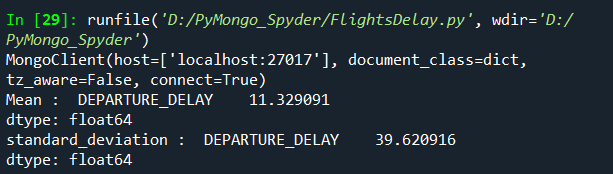 In [29]: runfile('D:/PyMongo_Spyder/FlightsDelay.py', wdir='D:/
PyMongo_Spyder')
MongoClient(host=['localhost:27017'], document_class=dict,
tz_aware=False, connect=True)
Mean :  DEPARTURE_DELAY    11.329091
dtype: float64
standard_deviation :  DEPARTURE_DELAY    39.620916
dtype: float64